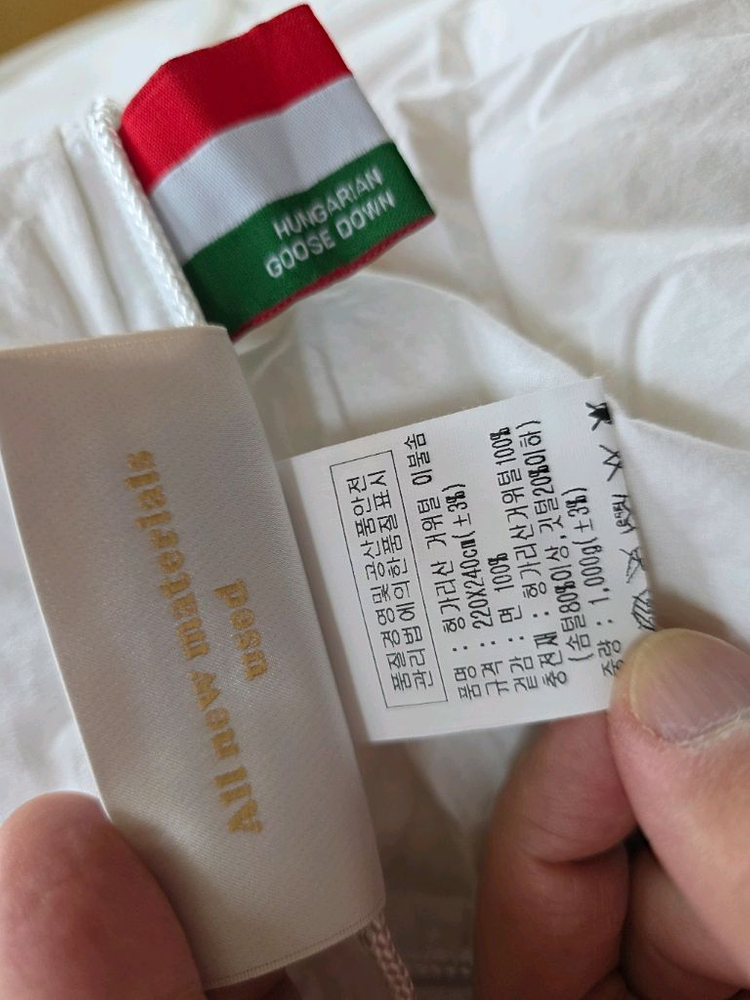 HUNGARIAN
GOOSE DOWN
All new materials
used
품질경영및공산품안전
관리법에의한품질표시
품명 : 헝가리산 거위털 이불솜
규격 : 220X240cm(±3%)
겉감 : 면 100%
충전재 : 헝가리산거위털100%
(솜털80%이상,깃털20%이하)
중량 : 1,000g(±3%)